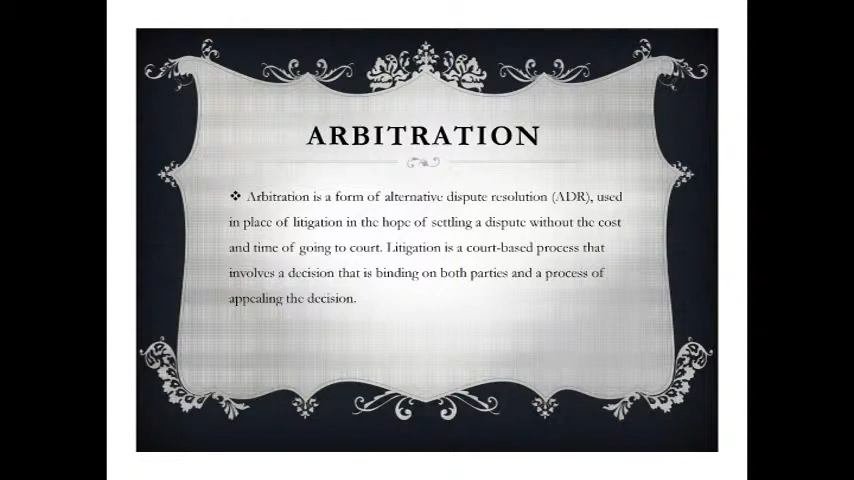 ARBITRATION
❖ Arbitration is a form of alternative dispute resolution (ADR), used
in place of litigation in the hope of settling a dispute without the cost
and time of going to court. Litigation is a court-based process that
involves a decision that is binding on both parties and a process of
appealing the decision.